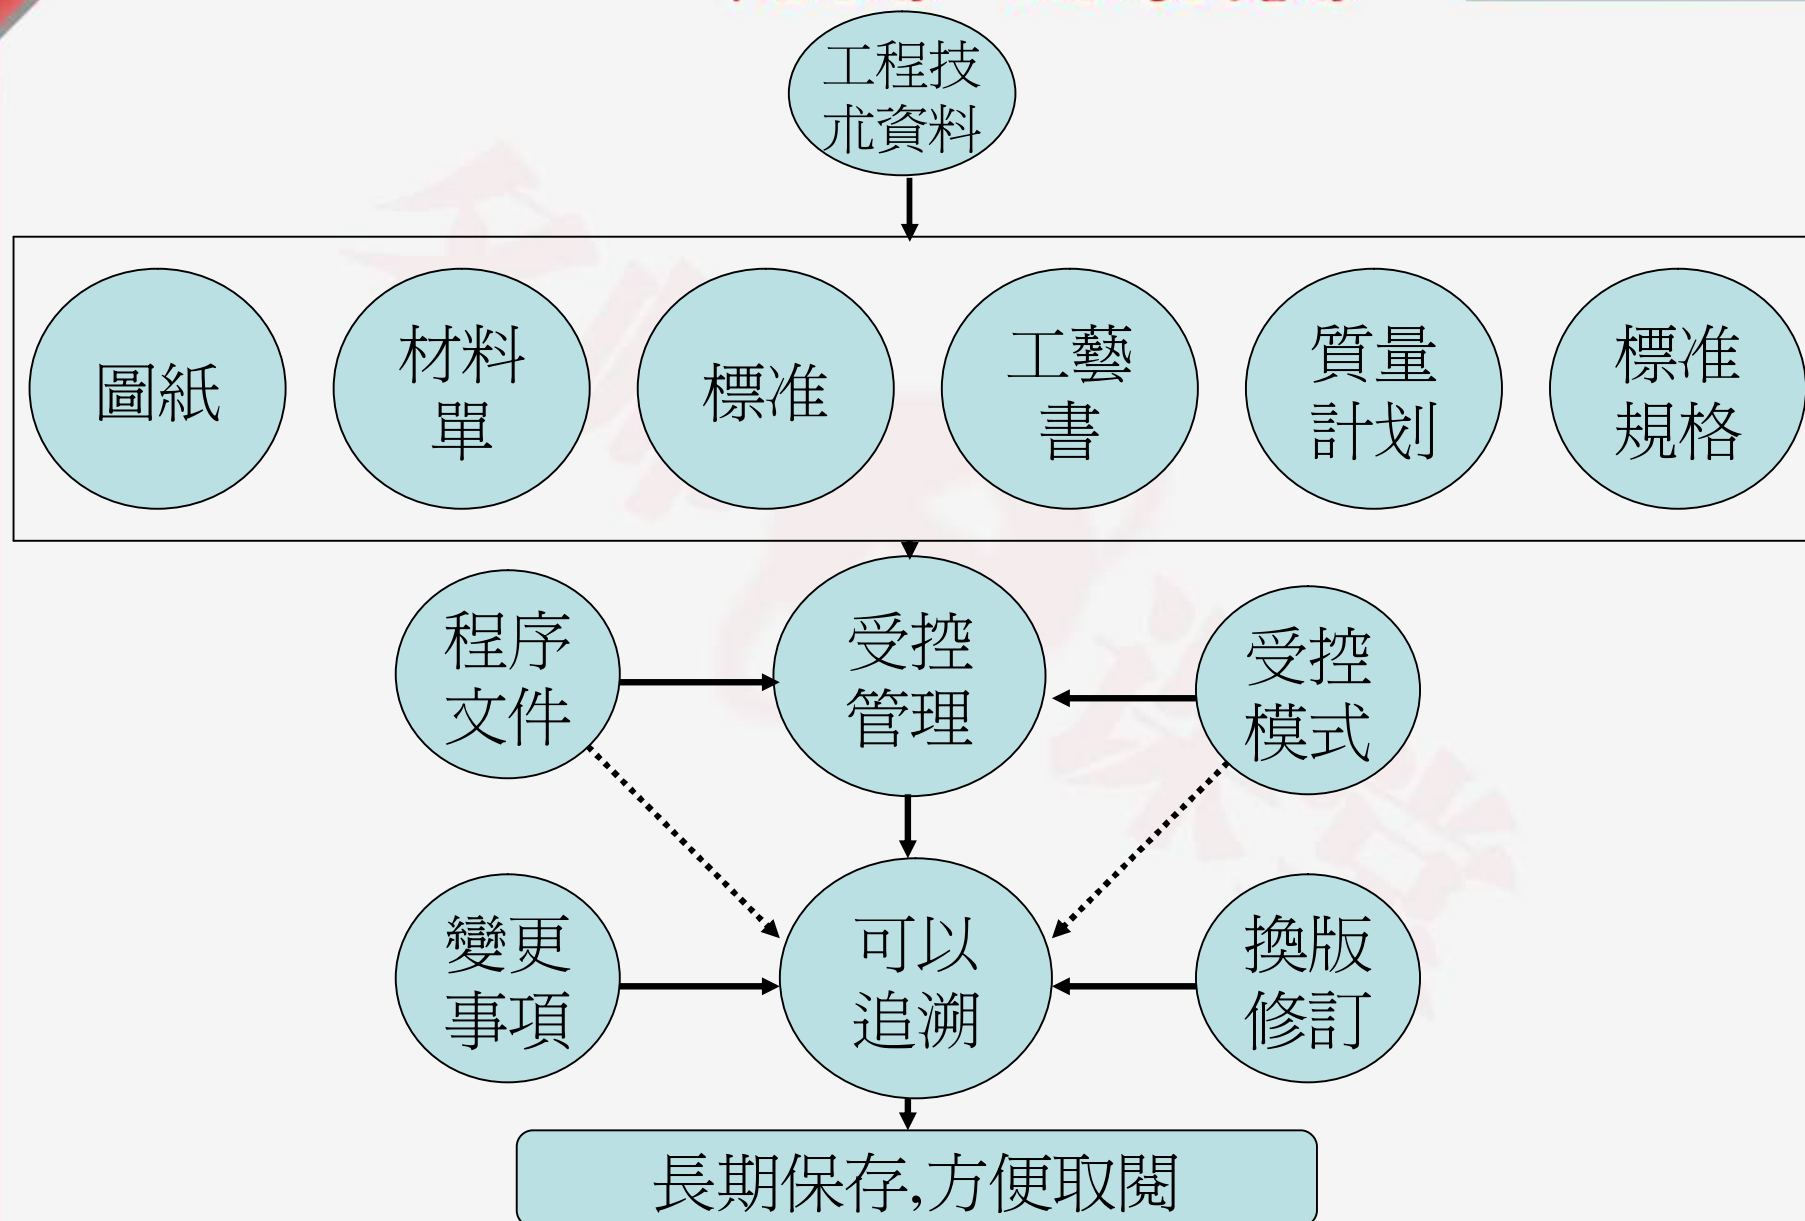 工程技
朮資料
圖紙
材料
單
標准
工藝
書
質量
計划
標准
規格
程序
文件
受控
管理
受控
模式
變更
事項
可以
追溯
換版
修訂
長期保存,方便取閱